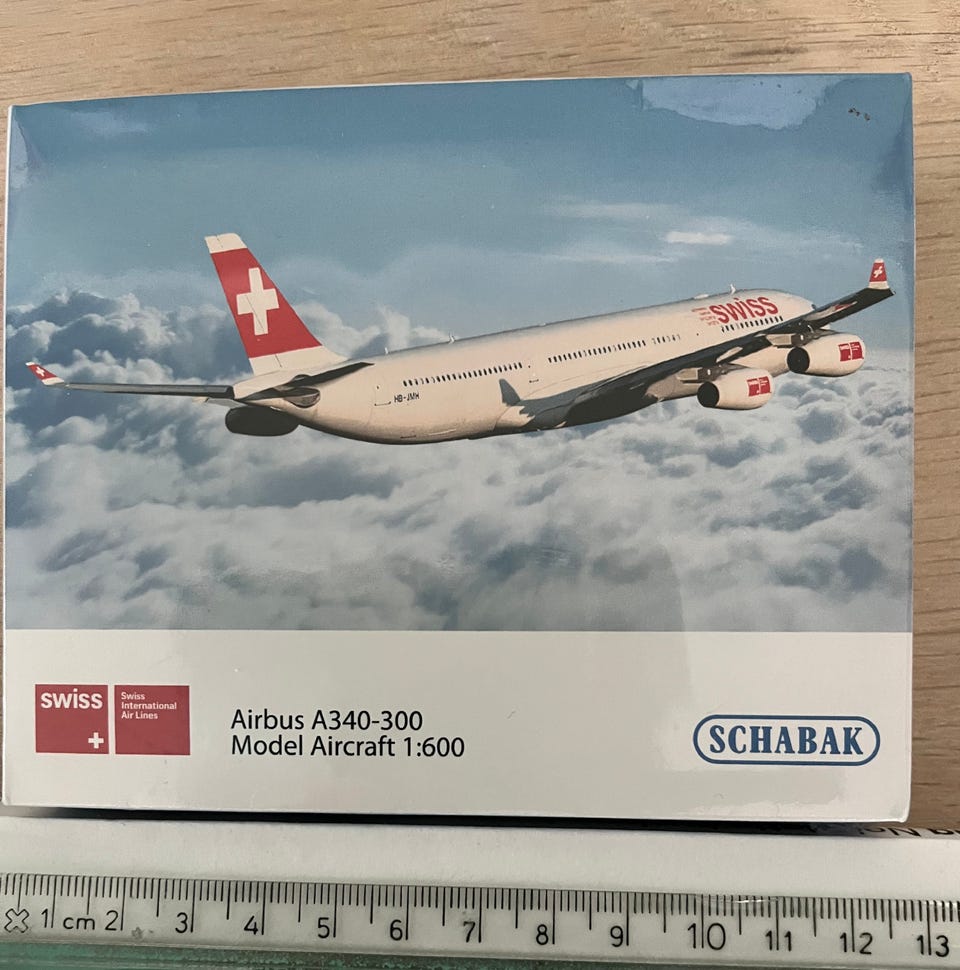 swiss
HB-JMH
swiss
Swiss
International
Air Lines
Airbus A340-300
Model Aircraft 1:600
SCHABAK
1 cm 2 3 4 5 6 7 8 9 10 11 12 13